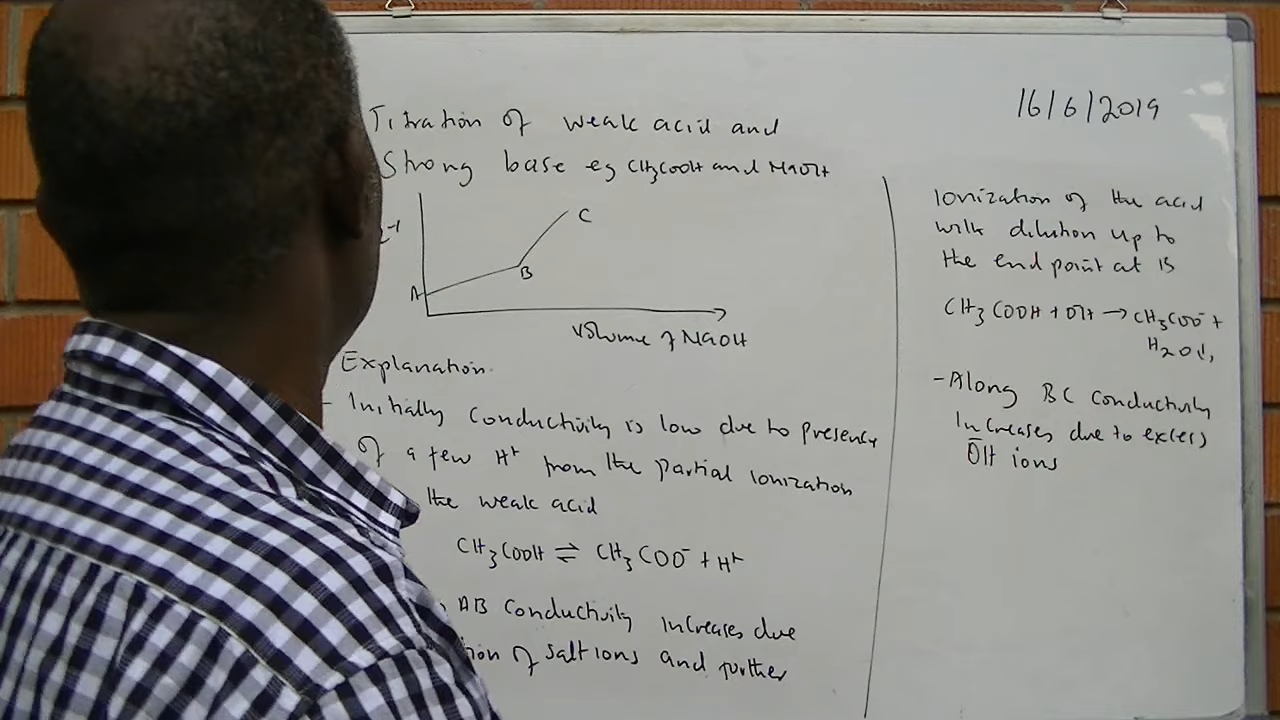 16/6/2019
Titration of weak acid and
Strong base eg CH3COOH and NaOH
-1
C
B
A
Volume of NaOH
Explanation.
- Initially conductivity is low due to presency
of a few H+ from the partial ionization
the weak acid
CH3COOH ⇌ CH3COO- + H+
AB conductivity increases due
of salt ions and further
Ionization of the acid
with dilution up to
the end point at is
CH3COOH + OH → CH3COO- +
H2O(l)
- Along BC conductivity
Increases due to excess
O̅H ions